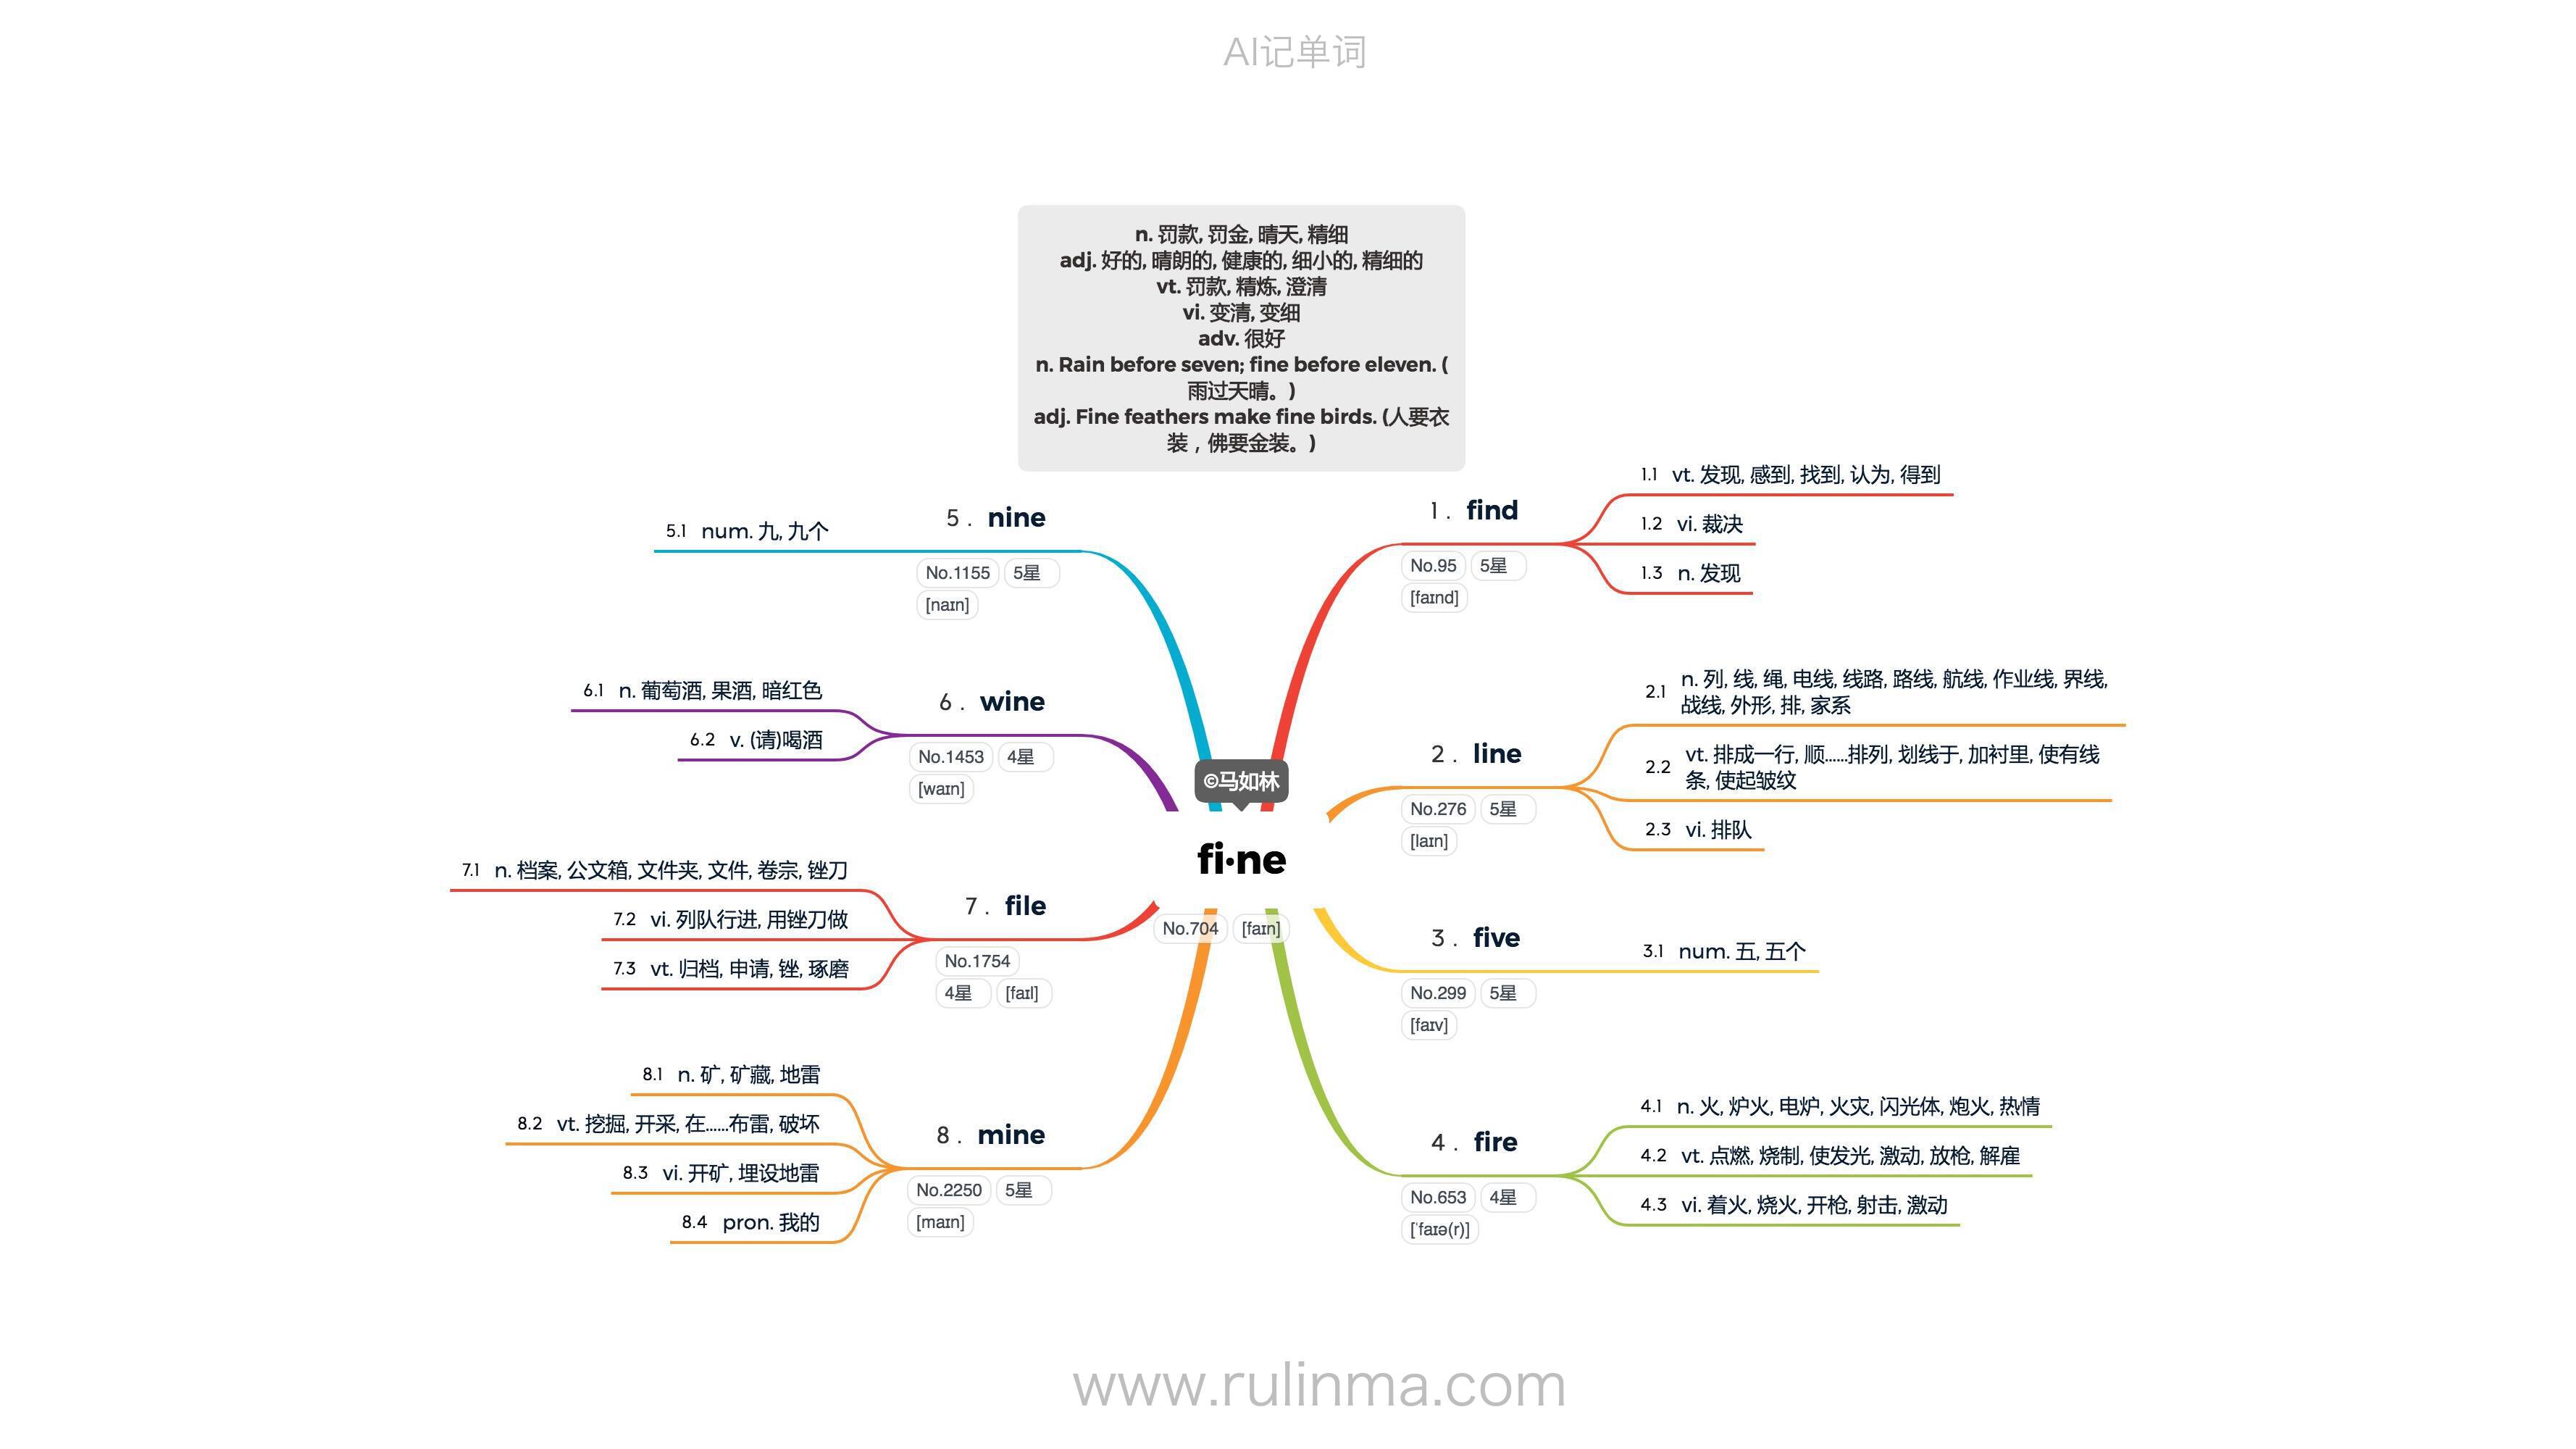 AI记单词
n. 罚款, 罚金, 晴天, 精细
adj. 好的, 晴朗的, 健康的, 细小的, 精细的
vt. 罚款, 精炼, 澄清
vi. 变清, 变细
adv. 很好
n. Rain before seven; fine before eleven. (
雨过天晴。)
adj. Fine feathers make fine birds. (人要衣
装，佛要金装。)
©马如林
fi·ne
No.704 [faɪn]
1. find
No.95 5星
[faɪnd]
1.1 vt. 发现, 感到, 找到, 认为, 得到
1.2 vi. 裁决
1.3 n. 发现
2. line
No.276 5星
[laɪn]
2.1 n. 列, 线, 绳, 电线, 线路, 路线, 航线, 作业线, 界线,
战线, 外形, 排, 家系
2.2 vt. 排成一行, 顺……排列, 划线于, 加衬里, 使有线
条, 使起皱纹
2.3 vi. 排队
3. five
No.299 5星
[faɪv]
3.1 num. 五, 五个
4. fire
No.653 4星
[ˈfaɪə(r)]
4.1 n. 火, 炉火, 电炉, 火灾, 闪光体, 炮火, 热情
4.2 vt. 点燃, 烧制, 使发光, 激动, 放枪, 解雇
4.3 vi. 着火, 烧火, 开枪, 射击, 激动
5. nine
No.1155 5星
[naɪn]
5.1 num. 九, 九个
6. wine
No.1453 4星
[waɪn]
6.1 n. 葡萄酒, 果酒, 暗红色
6.2 v. (请)喝酒
7. file
No.1754
4星 [faɪl]
7.1 n. 档案, 公文箱, 文件夹, 文件, 卷宗, 锉刀
7.2 vi. 列队行进, 用锉刀做
7.3 vt. 归档, 申请, 锉, 琢磨
8. mine
No.2250 5星
[maɪn]
8.1 n. 矿, 矿藏, 地雷
8.2 vt. 挖掘, 开采, 在……布雷, 破坏
8.3 vi. 开矿, 埋设地雷
8.4 pron. 我的
www.rulinma.com